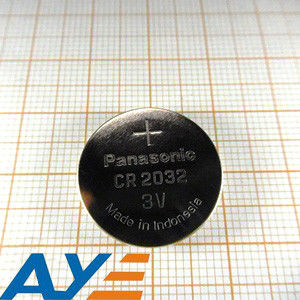 +
Panasonic
CR 2032
3V
Made in Indonesia
AYE